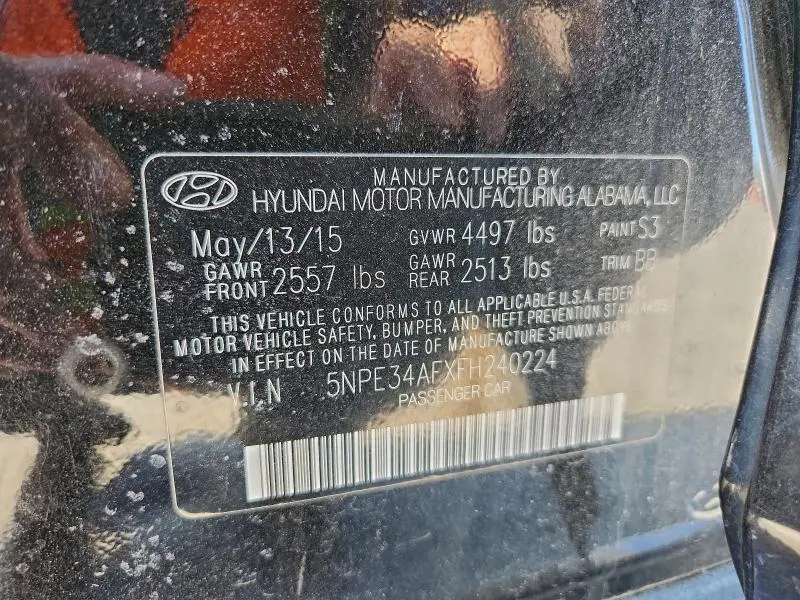 MANUFACTURED BY
HYUNDAI MOTOR MANUFACTURING ALABAMA, LLC
May/13/15 GVWR 4497 lbs PAINT S3
GAWR FRONT 2557 lbs GAWR REAR 2513 lbs TRIM BB
THIS VEHICLE CONFORMS TO ALL APPLICABLE U.S.A. FEDERAL
MOTOR VEHICLE SAFETY, BUMPER, AND THEFT PREVENTION STANDARDS
IN EFFECT ON THE DATE OF MANUFACTURE SHOWN ABOVE
V.I.N 5NPE34AFXFH240224
PASSENGER CAR